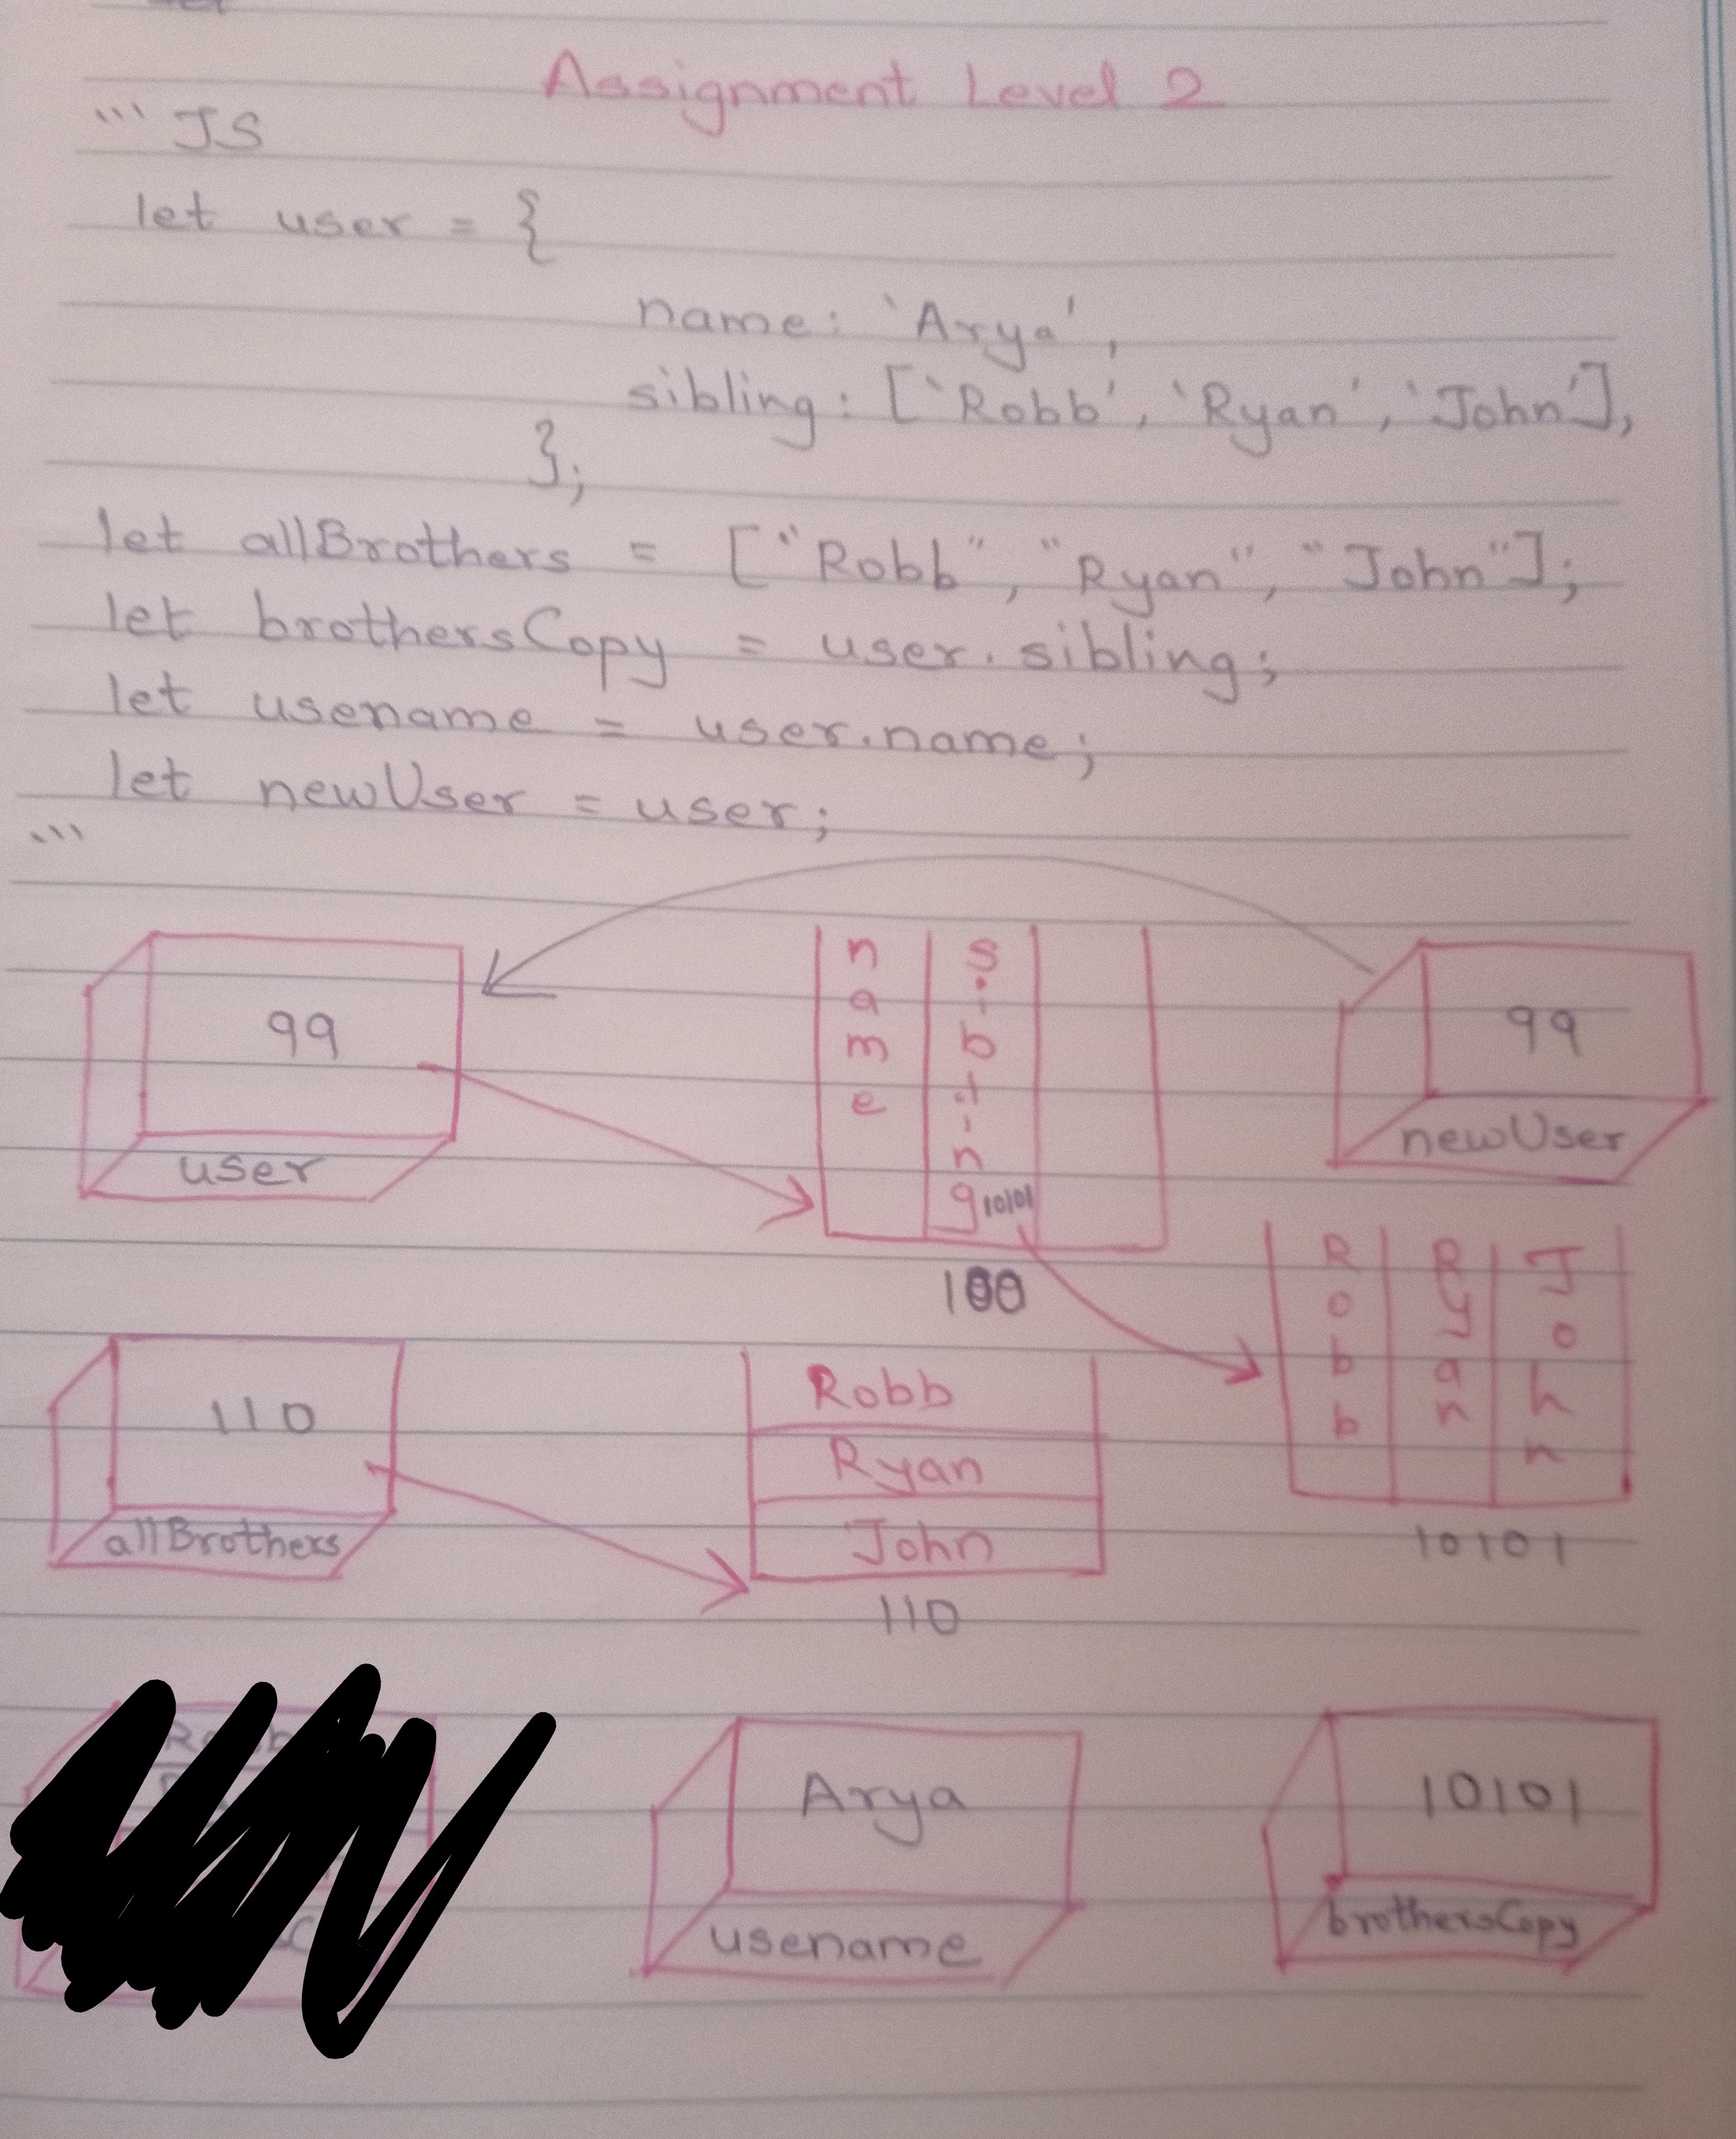 Assignment Level 2
``` JS
let user = {
name: 'Arya',
sibling: ['Robb', 'Ryan', 'John'],
};
let allBrothers = ["Robb", "Ryan", "John"];
let brothersCopy = user.sibling;
let usename = user.name;
let newUser = user;
```
99
user
name
sibling
10101
100
99
newUser
110
allBrothers
Robb
Ryan
John
110
Robb
Ryan
John
10101
Arya
usename
10101
brothersCopy